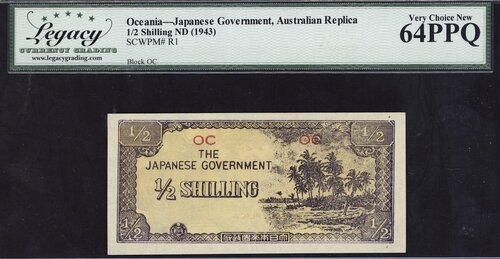 Legacy
CURRENCY GRADING
www.legacygrading.com
Oceania—Japanese Government, Australian Replica
1/2 Shilling ND (1943)
SCWPM# R1
Block OC
Very Choice New
64PPQ
1/2
1/2
OC
OC
THE
JAPANESE GOVERNMENT
1/2 SHILLING
1/2
1/2